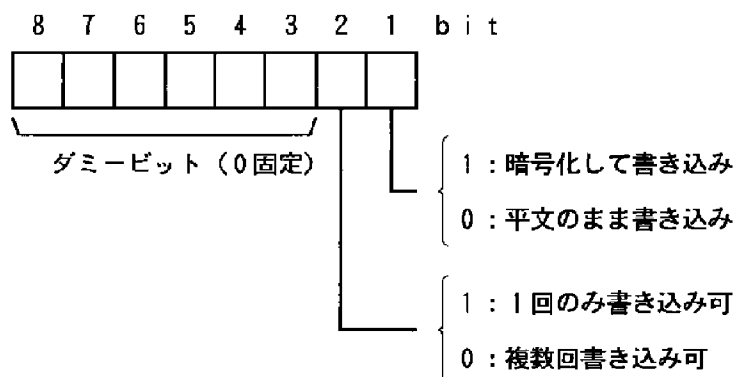 8 7 6 5 4 3 2 1 bit
ダミービット（0固定）
1：暗号化して書き込み
0：平文のまま書き込み
1：1回のみ書き込み可
0：複数回書き込み可